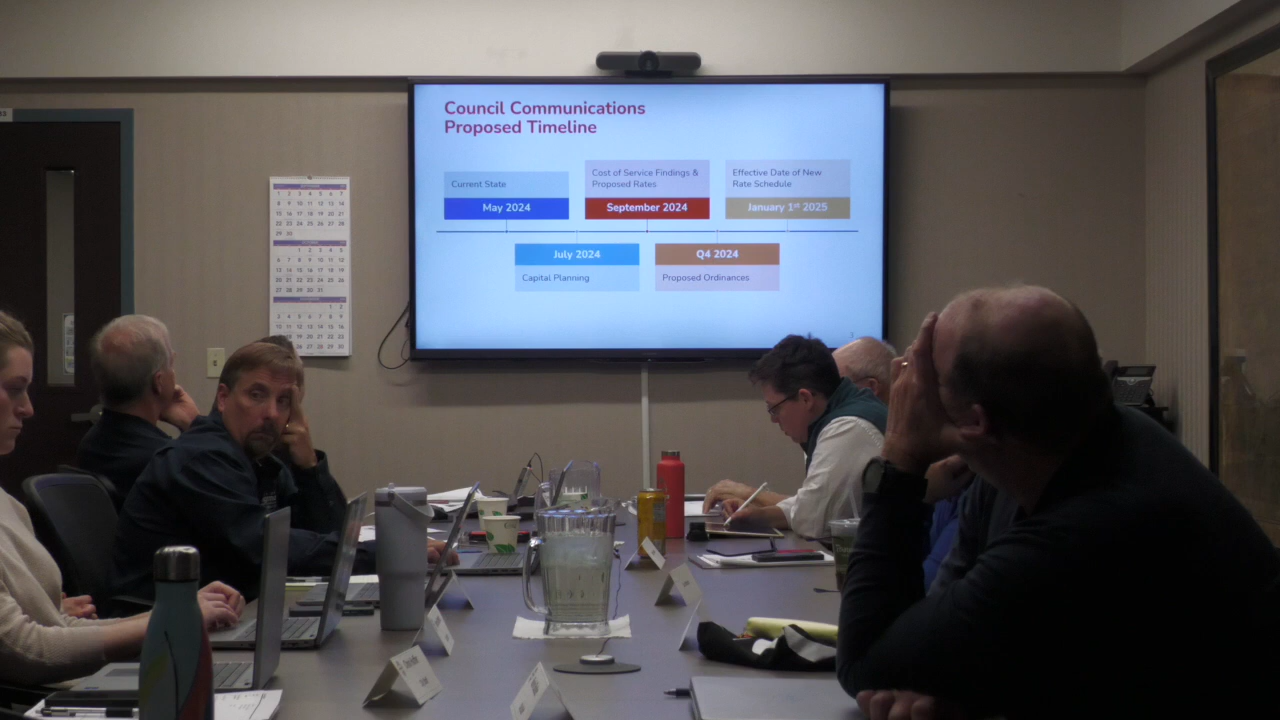 Council Communications
Proposed Timeline
Current State
May 2024
Cost of Service Findings &
Proposed Rates
September 2024
Effective Date of New
Rate Schedule
January 1st 2025
July 2024
Capital Planning
Q4 2024
Proposed Ordinances